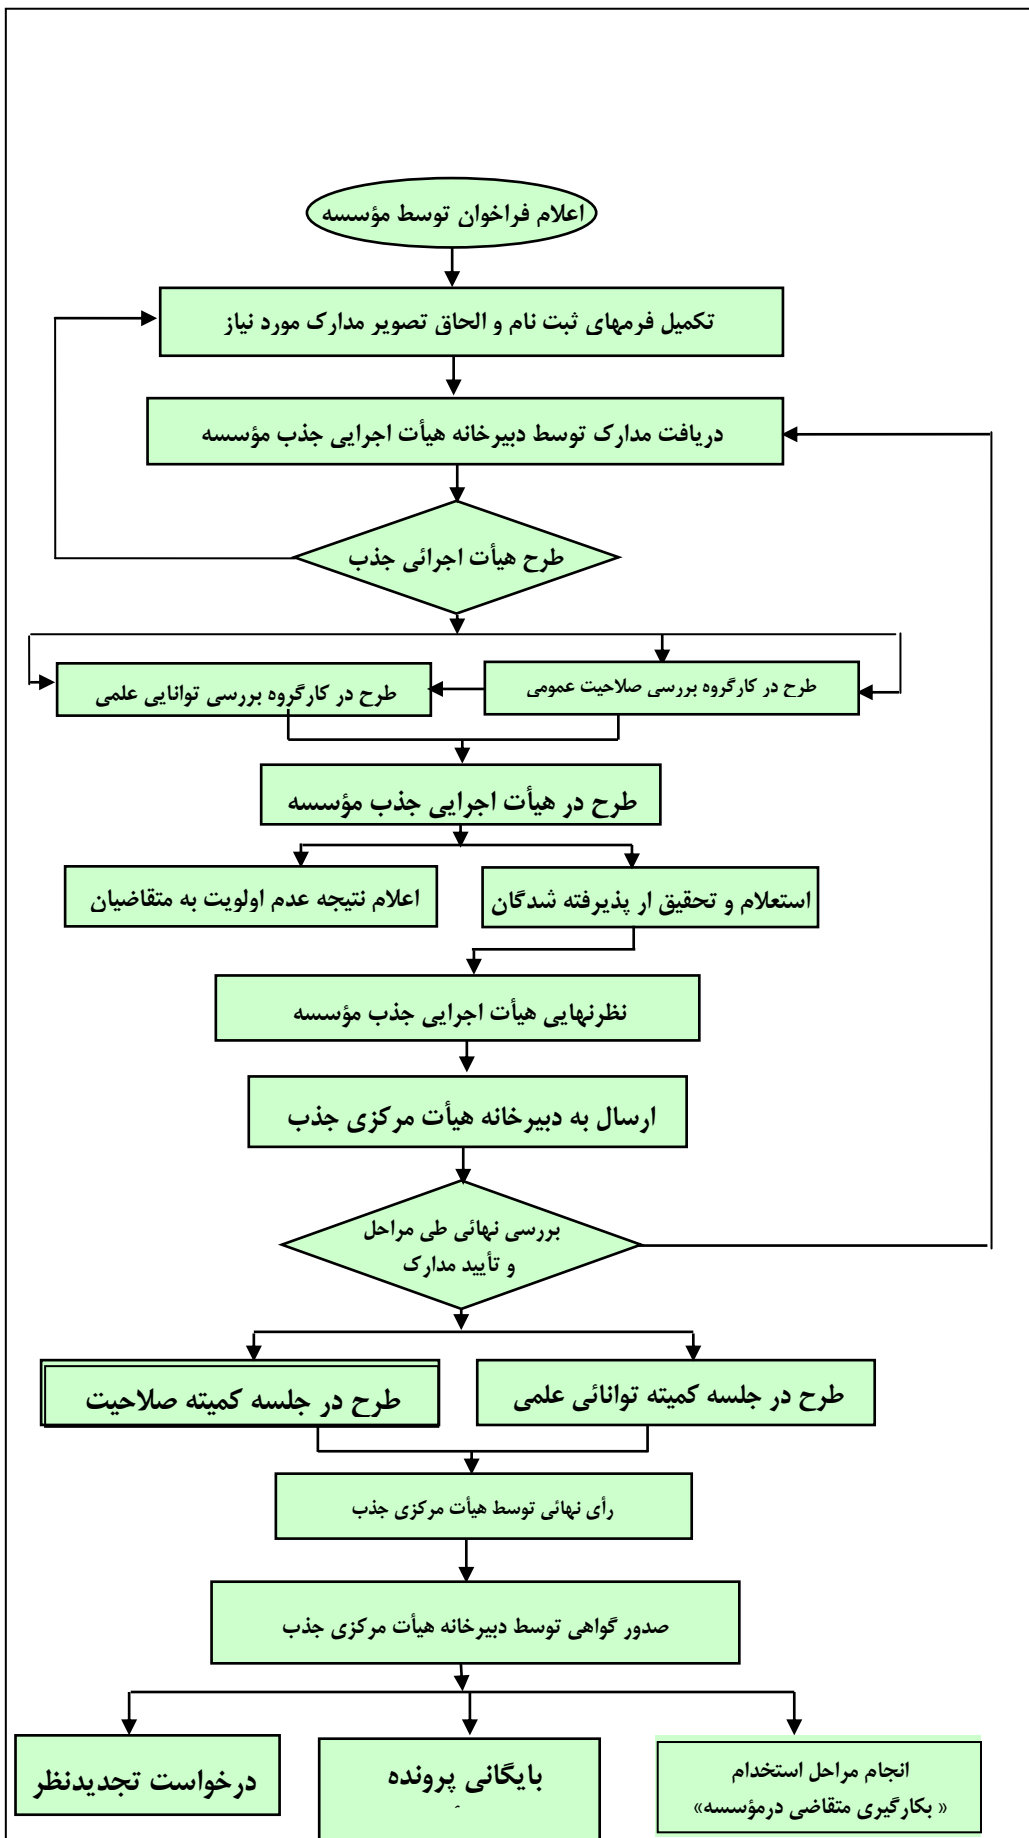 اعلام فراخوان توسط مؤسسه
تکمیل فرمهای ثبت نام و الحاق تصویر مدارک مورد نیاز
دریافت مدارک توسط دبیرخانه هیأت اجرایی جذب مؤسسه
طرح هیأت اجرائی جذب
طرح در کارگروه بررسی صلاحیت عمومی
طرح در کارگروه بررسی توانایی علمی
طرح در هیأت اجرایی جذب مؤسسه
استعلام و تحقیق ار پذیرفته شدگان
اعلام نتیجه عدم اولویت به متقاضیان
نظرنهایی هیأت اجرایی جذب مؤسسه
ارسال به دبیرخانه هیأت مرکزی جذب
بررسی نهائی طی مراحل
و تأیید مدارک
طرح در جلسه کمیته توانائی علمی
طرح در جلسه کمیته صلاحیت
رأی نهائی توسط هیأت مرکزی جذب
صدور گواهی توسط دبیرخانه هیأت مرکزی جذب
انجام مراحل استخدام
« بکارگیری متقاضی درمؤسسه»
بایگانی پرونده
درخواست تجدیدنظر